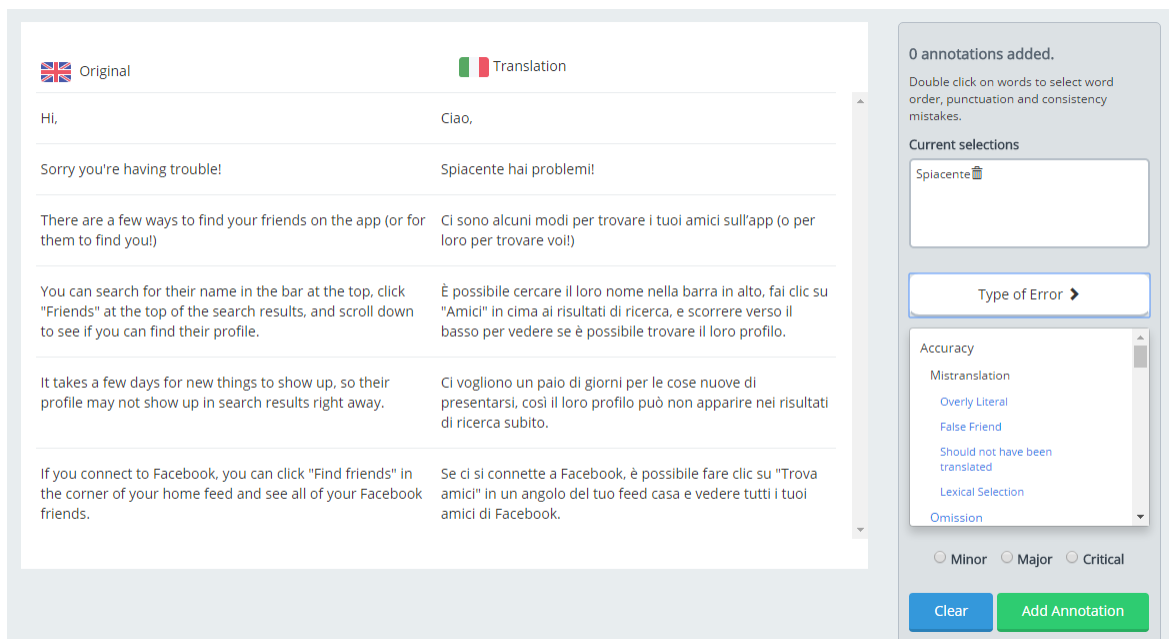 Original
Translation
Hi,
Ciao,
Sorry you're having trouble!
Spiacente hai problemi!
There are a few ways to find your friends on the app (or for
them to find you!)
Ci sono alcuni modi per trovare i tuoi amici sull'app (o per
loro per trovare voi!)
You can search for their name in the bar at the top, click
"Friends" at the top of the search results, and scroll down
to see if you can find their profile.
È possibile cercare il loro nome nella barra in alto, fai clic su
"Amici" in cima ai risultati di ricerca, e scorrere verso il
basso per vedere se è possibile trovare il loro profilo.
It takes a few days for new things to show up, so their
profile may not show up in search results right away.
Ci vogliono un paio di giorni per le cose nuove di
presentarsi, così il loro profilo può non apparire nei risultati
di ricerca subito.
If you connect to Facebook, you can click "Find friends" in
the corner of your home feed and see all of your Facebook
friends.
Se ci si connette a Facebook, è possibile fare clic su "Trova
amici" in un angolo del tuo feed casa e vedere tutti i tuoi
amici di Facebook.
0 annotations added.
Double click on words to select word
order, punctuation and consistency
mistakes.
Current selections
Spiacente
Type of Error
Accuracy
Mistranslation
Overly Literal
False Friend
Should not have been
translated
Lexical Selection
Omission
Minor Major Critical
Clear Add Annotation